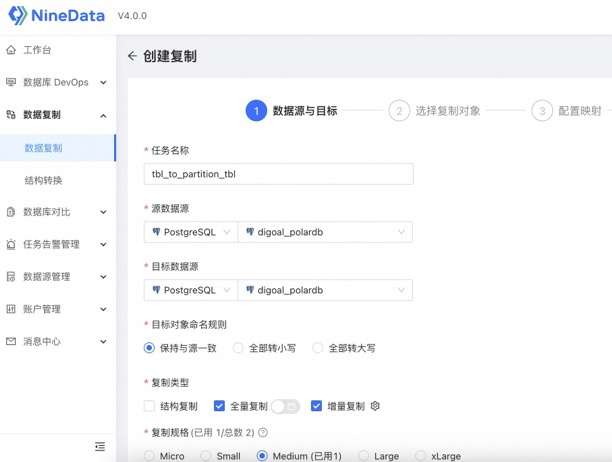 NineData V4.0.0
工作台
数据库 DevOps
数据复制
数据复制
结构转换
数据库对比
任务告警管理
数据源管理
账户管理
消息中心
← 创建复制
1 数据源与目标 2 选择复制对象 3 配置映射
* 任务名称
tbl_to_partition_tbl
* 源数据源
PostgreSQL digoal_polardb
* 目标数据源
PostgreSQL digoal_polardb
* 目标对象命名规则
保持与源一致 全部转小写 全部转大写
* 复制类型
结构复制 全量复制 增量复制
* 复制规格 (已用 1/总数 2)
Micro Small Medium (已用1) Large xLarge